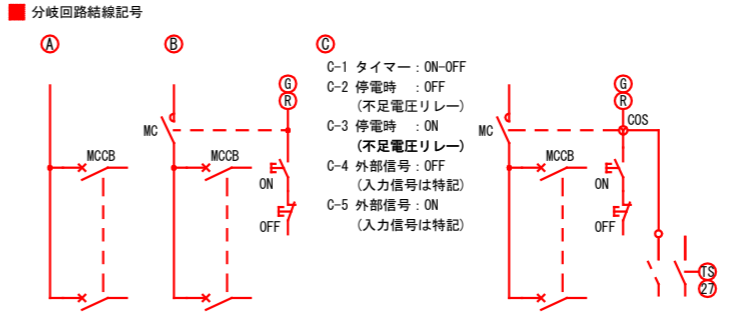 分岐回路結線記号
A
B
C
C-1 タイマー：ON-OFF
C-2 停電時　：OFF
（不足電圧リレー）
C-3 停電時　：ON
（不足電圧リレー）
C-4 外部信号：OFF
（入力信号は特記）
C-5 外部信号：ON
（入力信号は特記）
MCCB
MC
G
R
MCCB
ON
OFF
G
R
COS
MC
MCCB
ON
OFF
TS
27